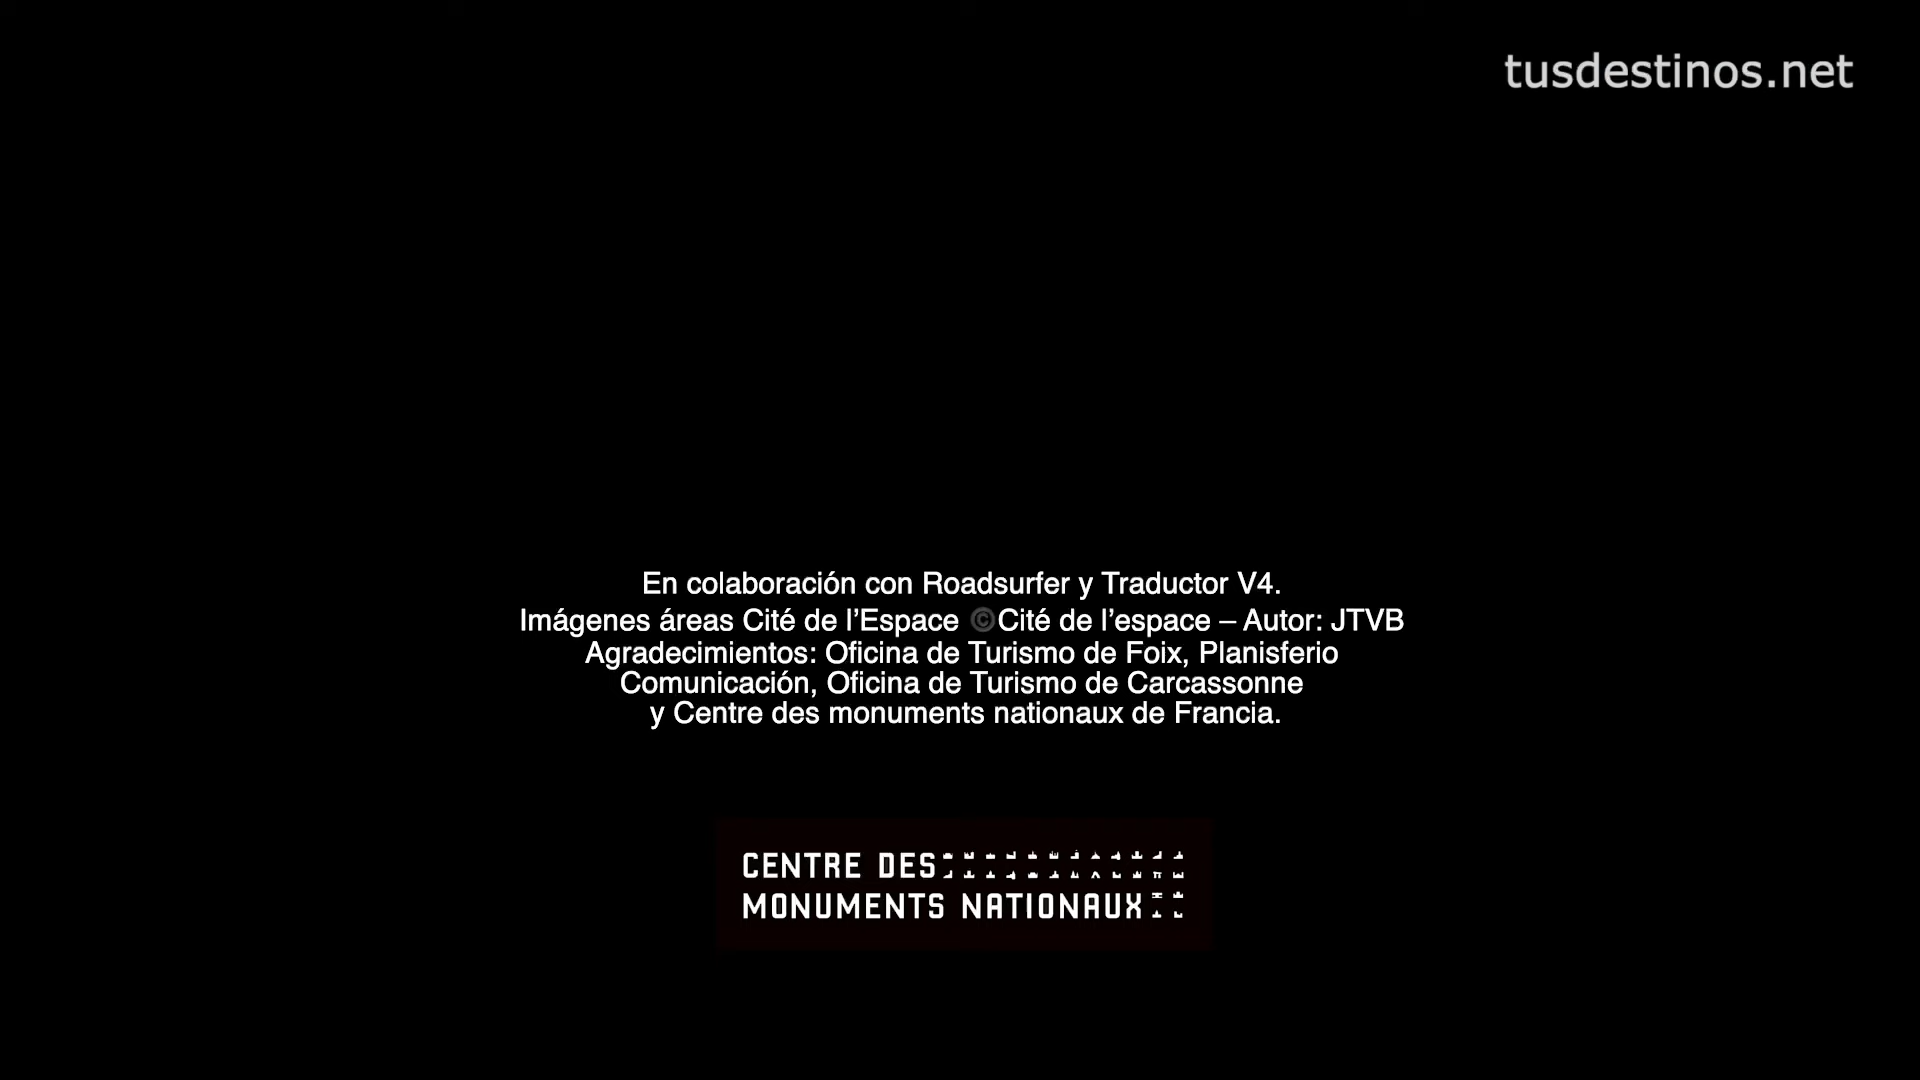 tusdestinos.net
En colaboración con Roadsurfer y Traductor V4.
Imágenes áreas Cité de l’Espace ©Cité de l’espace – Autor: JTVB
Agradecimientos: Oficina de Turismo de Foix, Planisferio
Comunicación, Oficina de Turismo de Carcassonne
y Centre des monuments nationaux de Francia.
CENTRE DES
MONUMENTS NATIONAUX